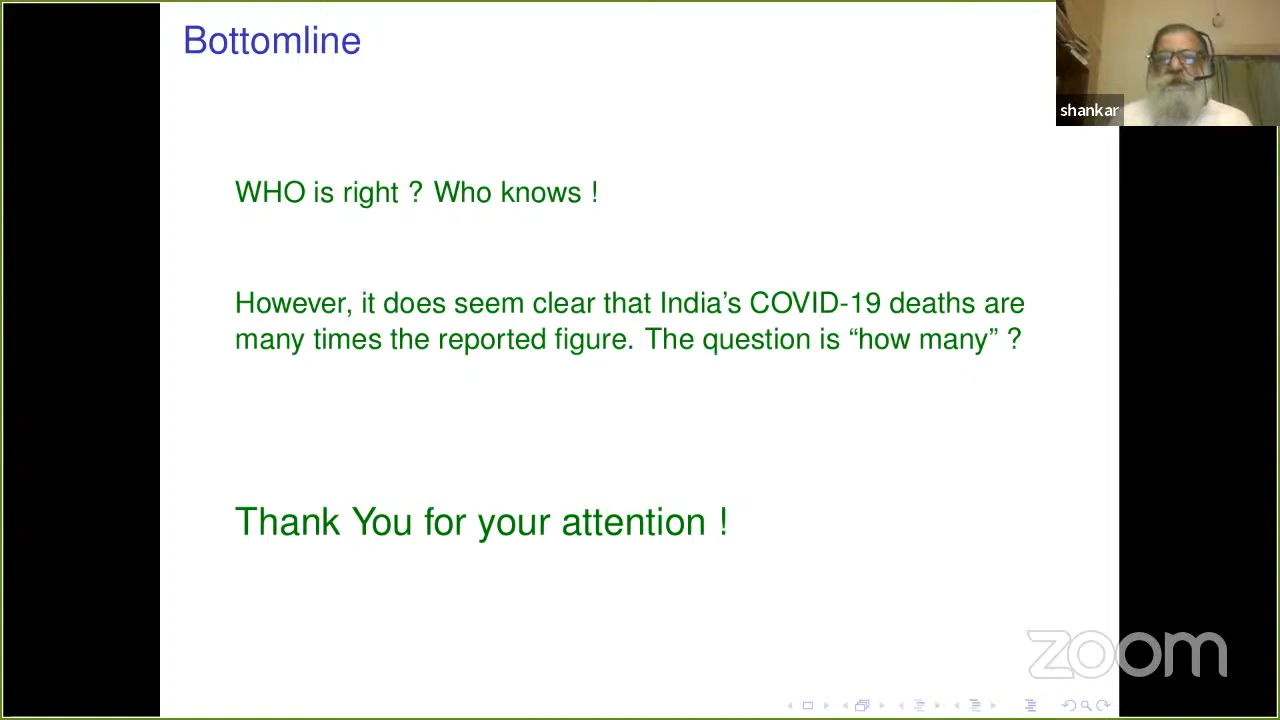 Bottomline
shankar
WHO is right ? Who knows !
However, it does seem clear that India's COVID-19 deaths are
many times the reported figure. The question is “how many” ?
Thank You for your attention !
zoom